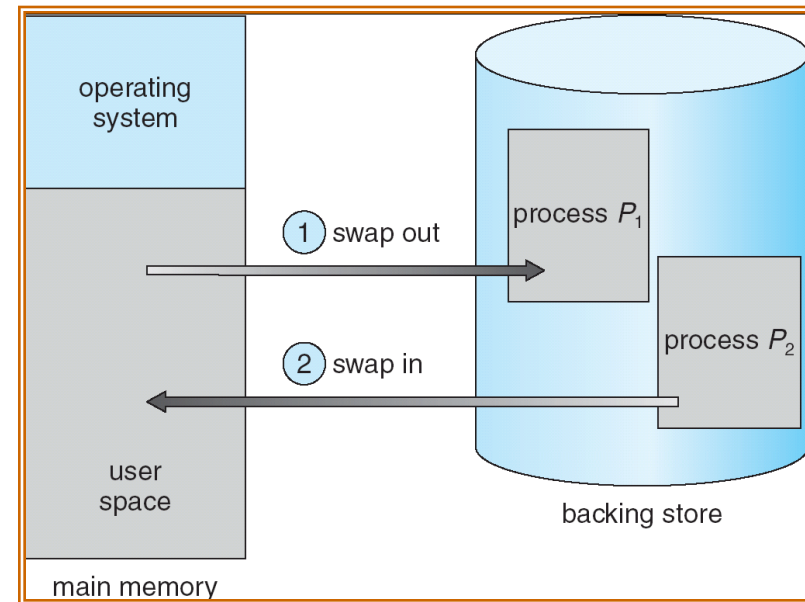 operating
system
process P₁
1 swap out
process P₂
2 swap in
user
space
backing store
main memory